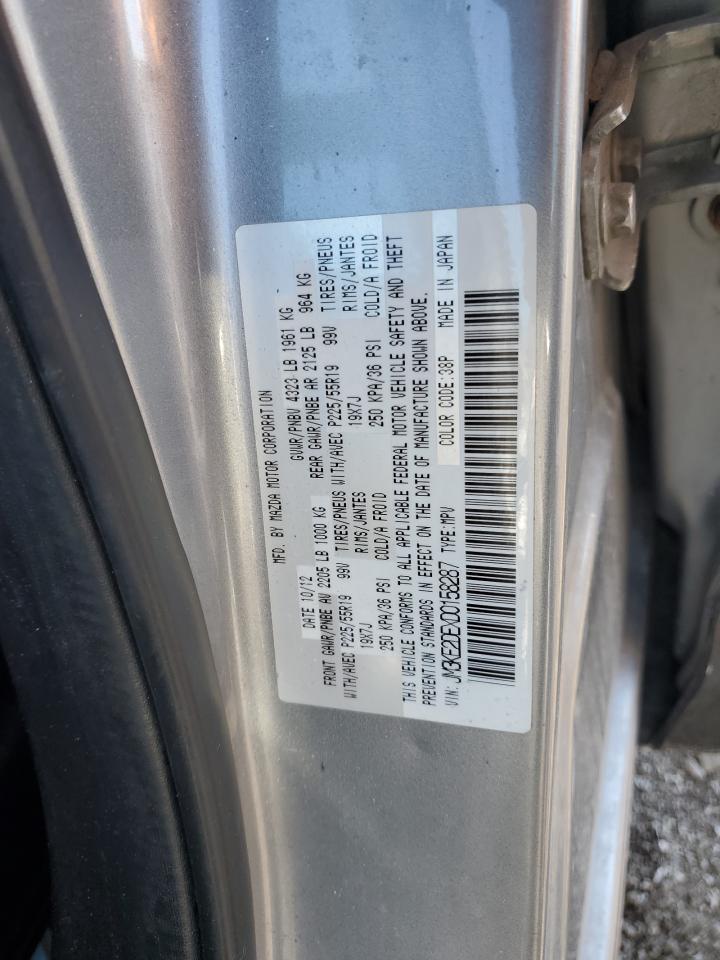 MFD. BY MAZDA MOTOR CORPORATION
DATE 10/12 GVWR/PNBV 4323 LB 1961 KG
FRONT GAWR/PNBE AV 2205 LB 1000 KG REAR GAWR/PNBE AR 2125 LB 964 KG
WITH/AVEC P225/55R19 99V TIRES/PNEUS WITH/AVEC P225/55R19 99V TIRES/PNEUS
19X7J RIMS/JANTES 19X7J RIMS/JANTES
250 KPA/36 PSI COLD/A FROID 250 KPA/36 PSI COLD/A FROID
THIS VEHICLE CONFORMS TO ALL APPLICABLE FEDERAL MOTOR VEHICLE SAFETY AND THEFT
PREVENTION STANDARDS IN EFFECT ON THE DATE OF MANUFACTURE SHOWN ABOVE.
VIN: JM3KE2DEXD0158287 TYPE:MPV COLOR CODE:38P MADE IN JAPAN